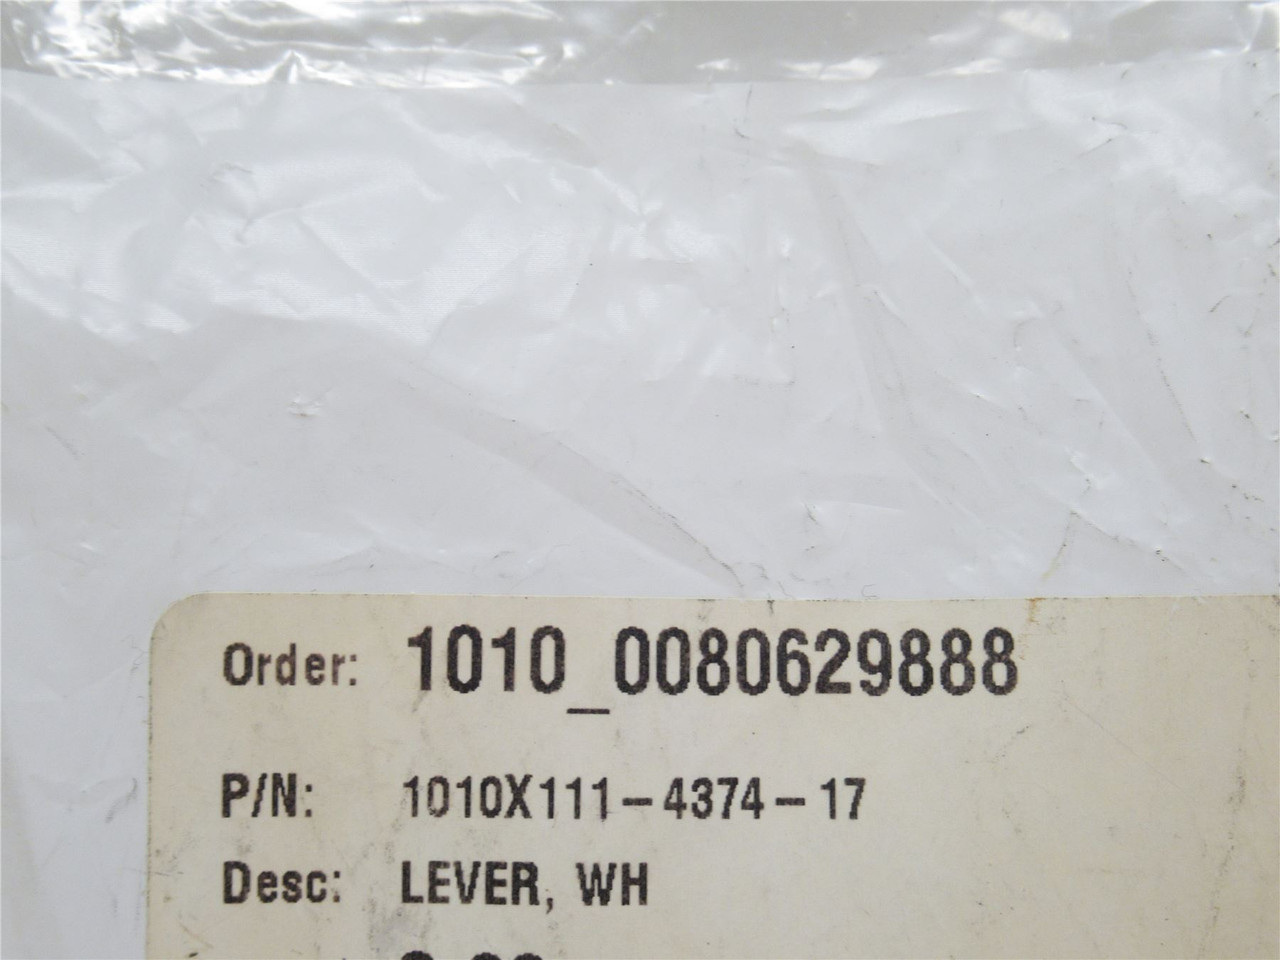 Order: 1010_0080629888
P/N: 1010X111-4374-17
Desc: LEVER, WH